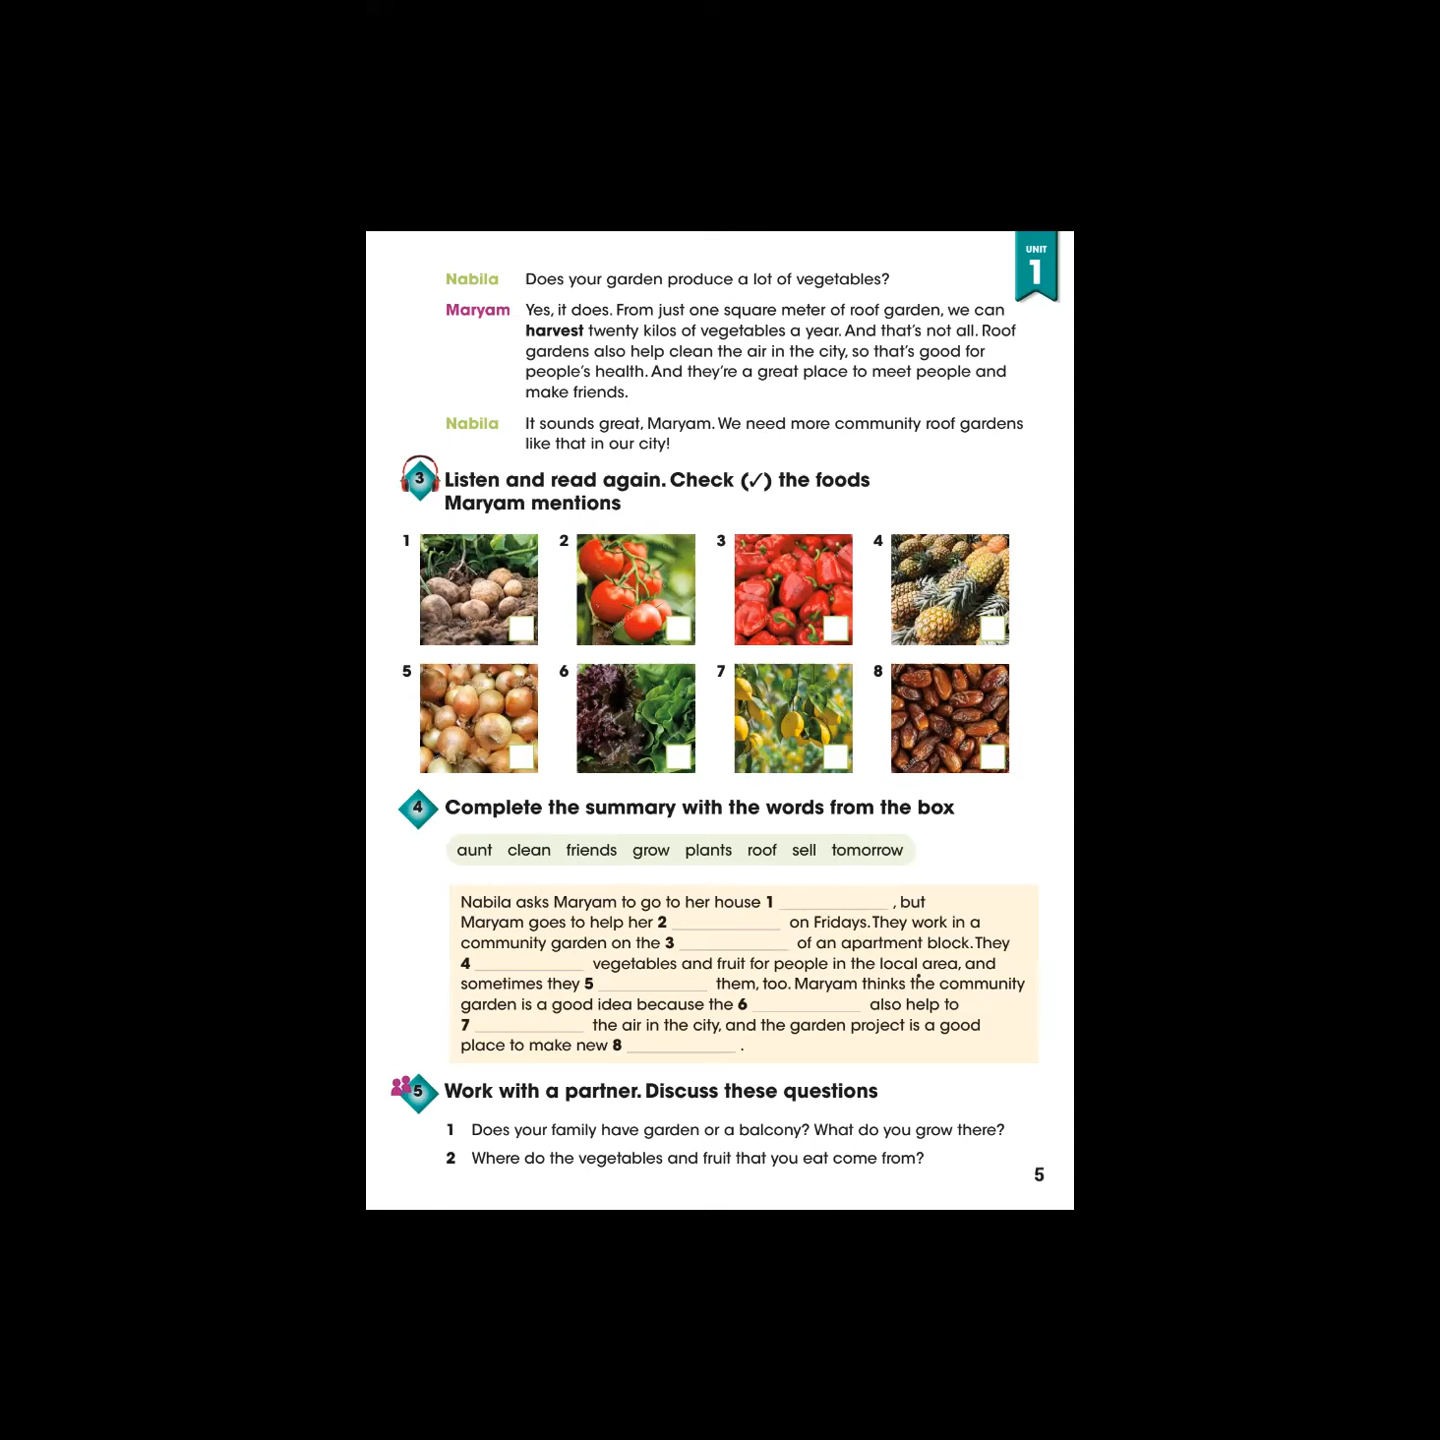 UNIT
1
Nabila Does your garden produce a lot of vegetables?
Maryam Yes, it does. From just one square meter of roof garden, we can
harvest twenty kilos of vegetables a year. And that's not all. Roof
gardens also help clean the air in the city, so that's good for
people's health. And they're a great place to meet people and
make friends.
Nabila It sounds great, Maryam. We need more community roof gardens
like that in our city!
3 Listen and read again. Check (✓) the foods
Maryam mentions
1 2 3 4
5 6 7 8
4 Complete the summary with the words from the box
aunt clean friends grow plants roof sell tomorrow
Nabila asks Maryam to go to her house 1 ____________ , but
Maryam goes to help her 2 ____________ on Fridays. They work in a
community garden on the 3 ____________ of an apartment block. They
4 ____________ vegetables and fruit for people in the local area, and
sometimes they 5 ____________ them, too. Maryam thinks the community
garden is a good idea because the 6 ____________ also help to
7 ____________ the air in the city, and the garden project is a good
place to make new 8 ____________ .
5 Work with a partner. Discuss these questions
1 Does your family have garden or a balcony? What do you grow there?
2 Where do the vegetables and fruit that you eat come from?
5